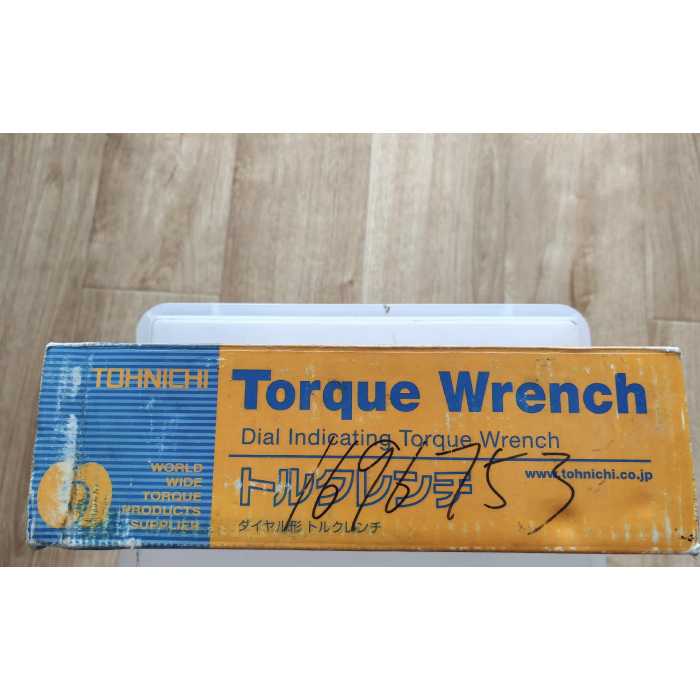 TOHNICHI
WORLD
WIDE
TORQUE
PRODUCTS
SUPPLIER
Torque Wrench
Dial Indicating Torque Wrench
トルクレンチ
www.tohnichi.co.jp
ダイヤル形 トルクレンチ